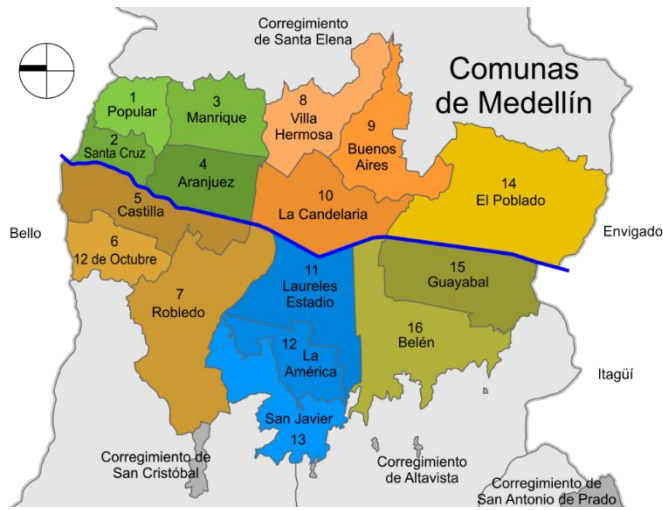 Corregimiento
de Santa Elena
Comunas
de Medellín
1
Popular
3
Manrique
8
Villa
Hermosa
9
Buenos
Aires
2
Santa Cruz
4
Aranjuez
14
El Poblado
10
La Candelaria
5
Castilla
Bello
Envigado
6
12 de Octubre
11
Laureles
Estadio
15
Guayabal
7
Robledo
16
Belén
12
La
América
Itagüí
San Javier
13
Corregimiento de
San Cristóbal
Corregimiento
de Altavista
Corregimiento de
San Antonio de Prado